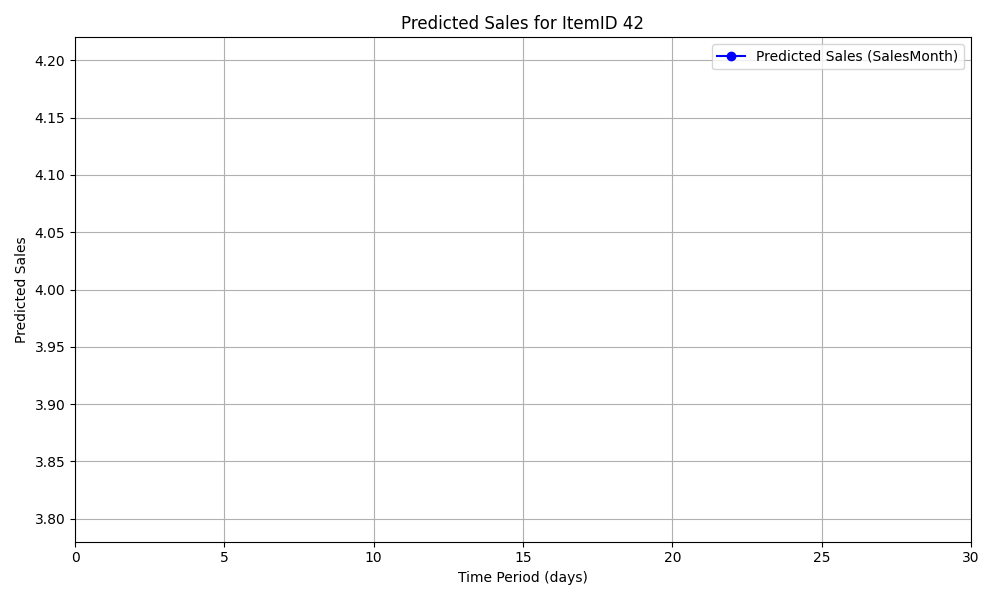 Predicted Sales for ItemID 42
Predicted Sales (SalesMonth)
4.20
4.15
4.10
4.05
4.00
3.95
3.90
3.85
3.80
Predicted Sales
0 5 10 15 20 25 30
Time Period (days)